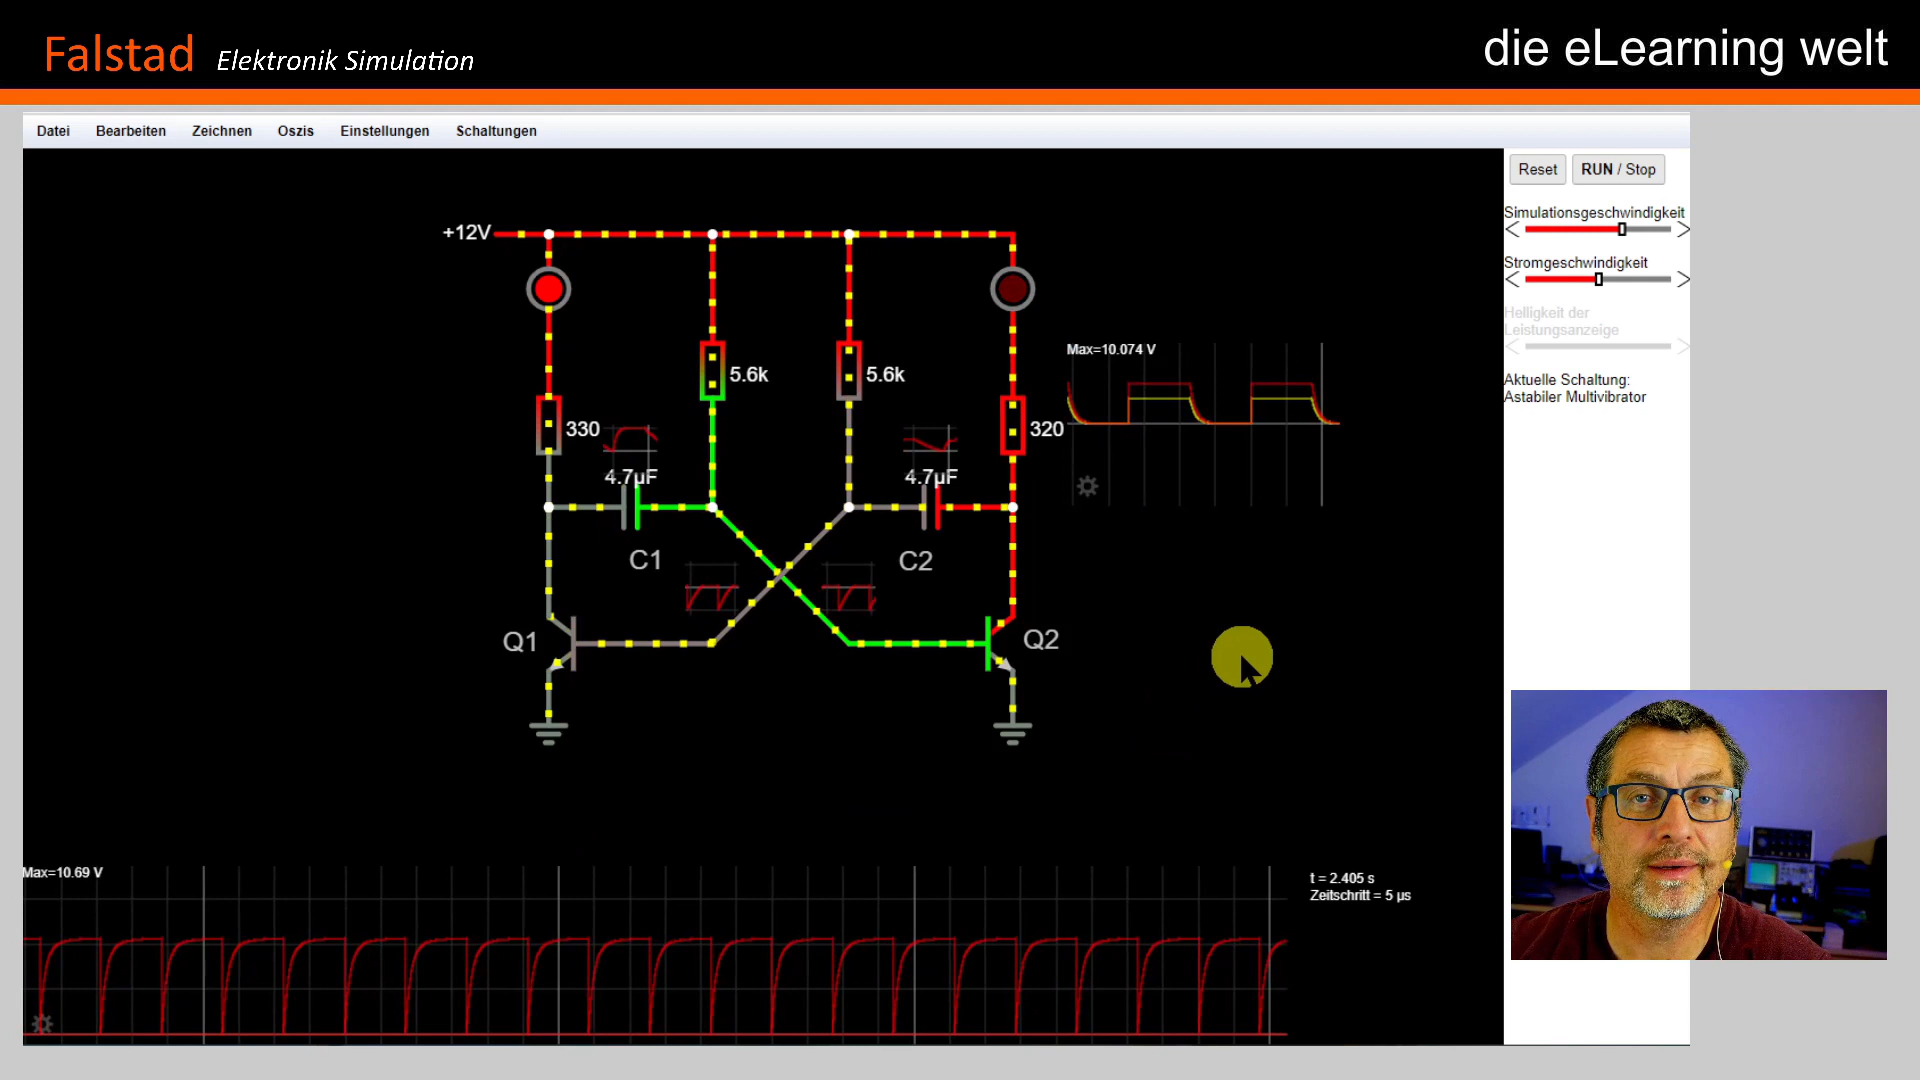 Falstad Elektronik Simulation
die eLearning welt
Datei Bearbeiten Zeichnen Oszis Einstellungen Schaltungen
Reset RUN / Stop
Simulationsgeschwindigkeit
Stromgeschwindigkeit
Helligkeit der
Leistungsanzeige
Aktuelle Schaltung:
Astabiler Multivibrator
+12V
Max=10.074 V
5.6k 5.6k
330 320
4.7µF 4.7µF
C1 C2
Q1 Q2
Max=10.69 V
t = 2.405 s
Zeitschritt = 5 µs